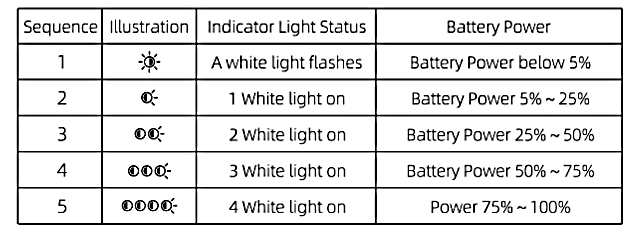 Sequence Illustration Indicator Light Status Battery Power
1 A white light flashes Battery Power below 5%
2 1 White light on Battery Power 5% ~ 25%
3 2 White light on Battery Power 25% ~ 50%
4 3 White light on Battery Power 50% ~ 75%
5 4 White light on Power 75% ~ 100%